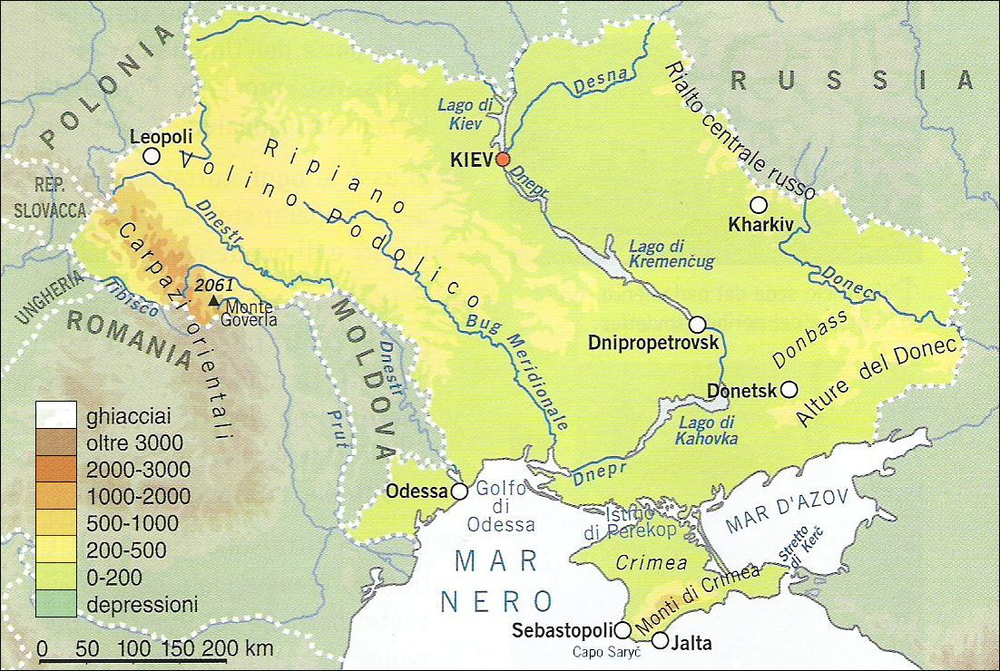 POLONIA
RUSSIA
Desna
Rialto centrale russo
Lago di
Kiev
Leopoli
KIEV
Dnepr
Ripiano
Volino-Podolico
REP.
SLOVACCA
Dnestr
Kharkiv
Carpazi orientali
Lago di
Kremenčug
Donec
UNGHERIA
Tibisco
2061
Monte
Goverla
ROMANIA
MOLDOVA
Dnestr
Bug Meridionale
Dnipropetrovsk
Donbass
Alture del Donec
Donetsk
Prut
Lago di
Kahovka
Dnepr
Odessa
Golfo
di
Odessa
Istmo
di Perekop
MAR D'AZOV
Stretto
di Kerč
MAR
NERO
Crimea
Monti di Crimea
Sebastopoli
Capo Saryč
Jalta
ghiacciai
oltre 3000
2000-3000
1000-2000
500-1000
200-500
0-200
depressioni
0 50 100 150 200 km